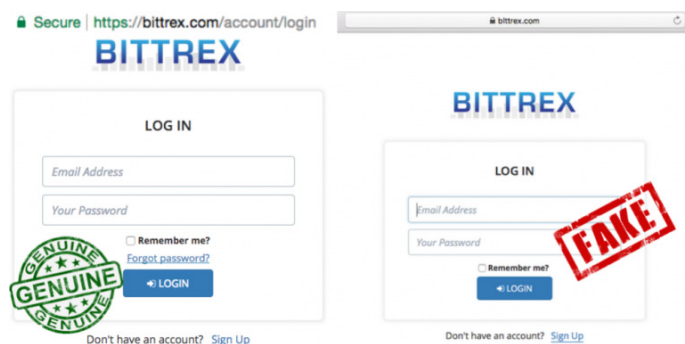 Secure | https://bittrex.com/account/login
BITTREX
LOG IN
Email Address
Your Password
Remember me?
Forgot password?
LOGIN
Don't have an account? Sign Up
GENUINE
GENUINE
GENUINE
blttrex.com
BITTREX
LOG IN
Email Address
Your Password
Remember me?
LOGIN
Don't have an account? Sign Up
FAKE